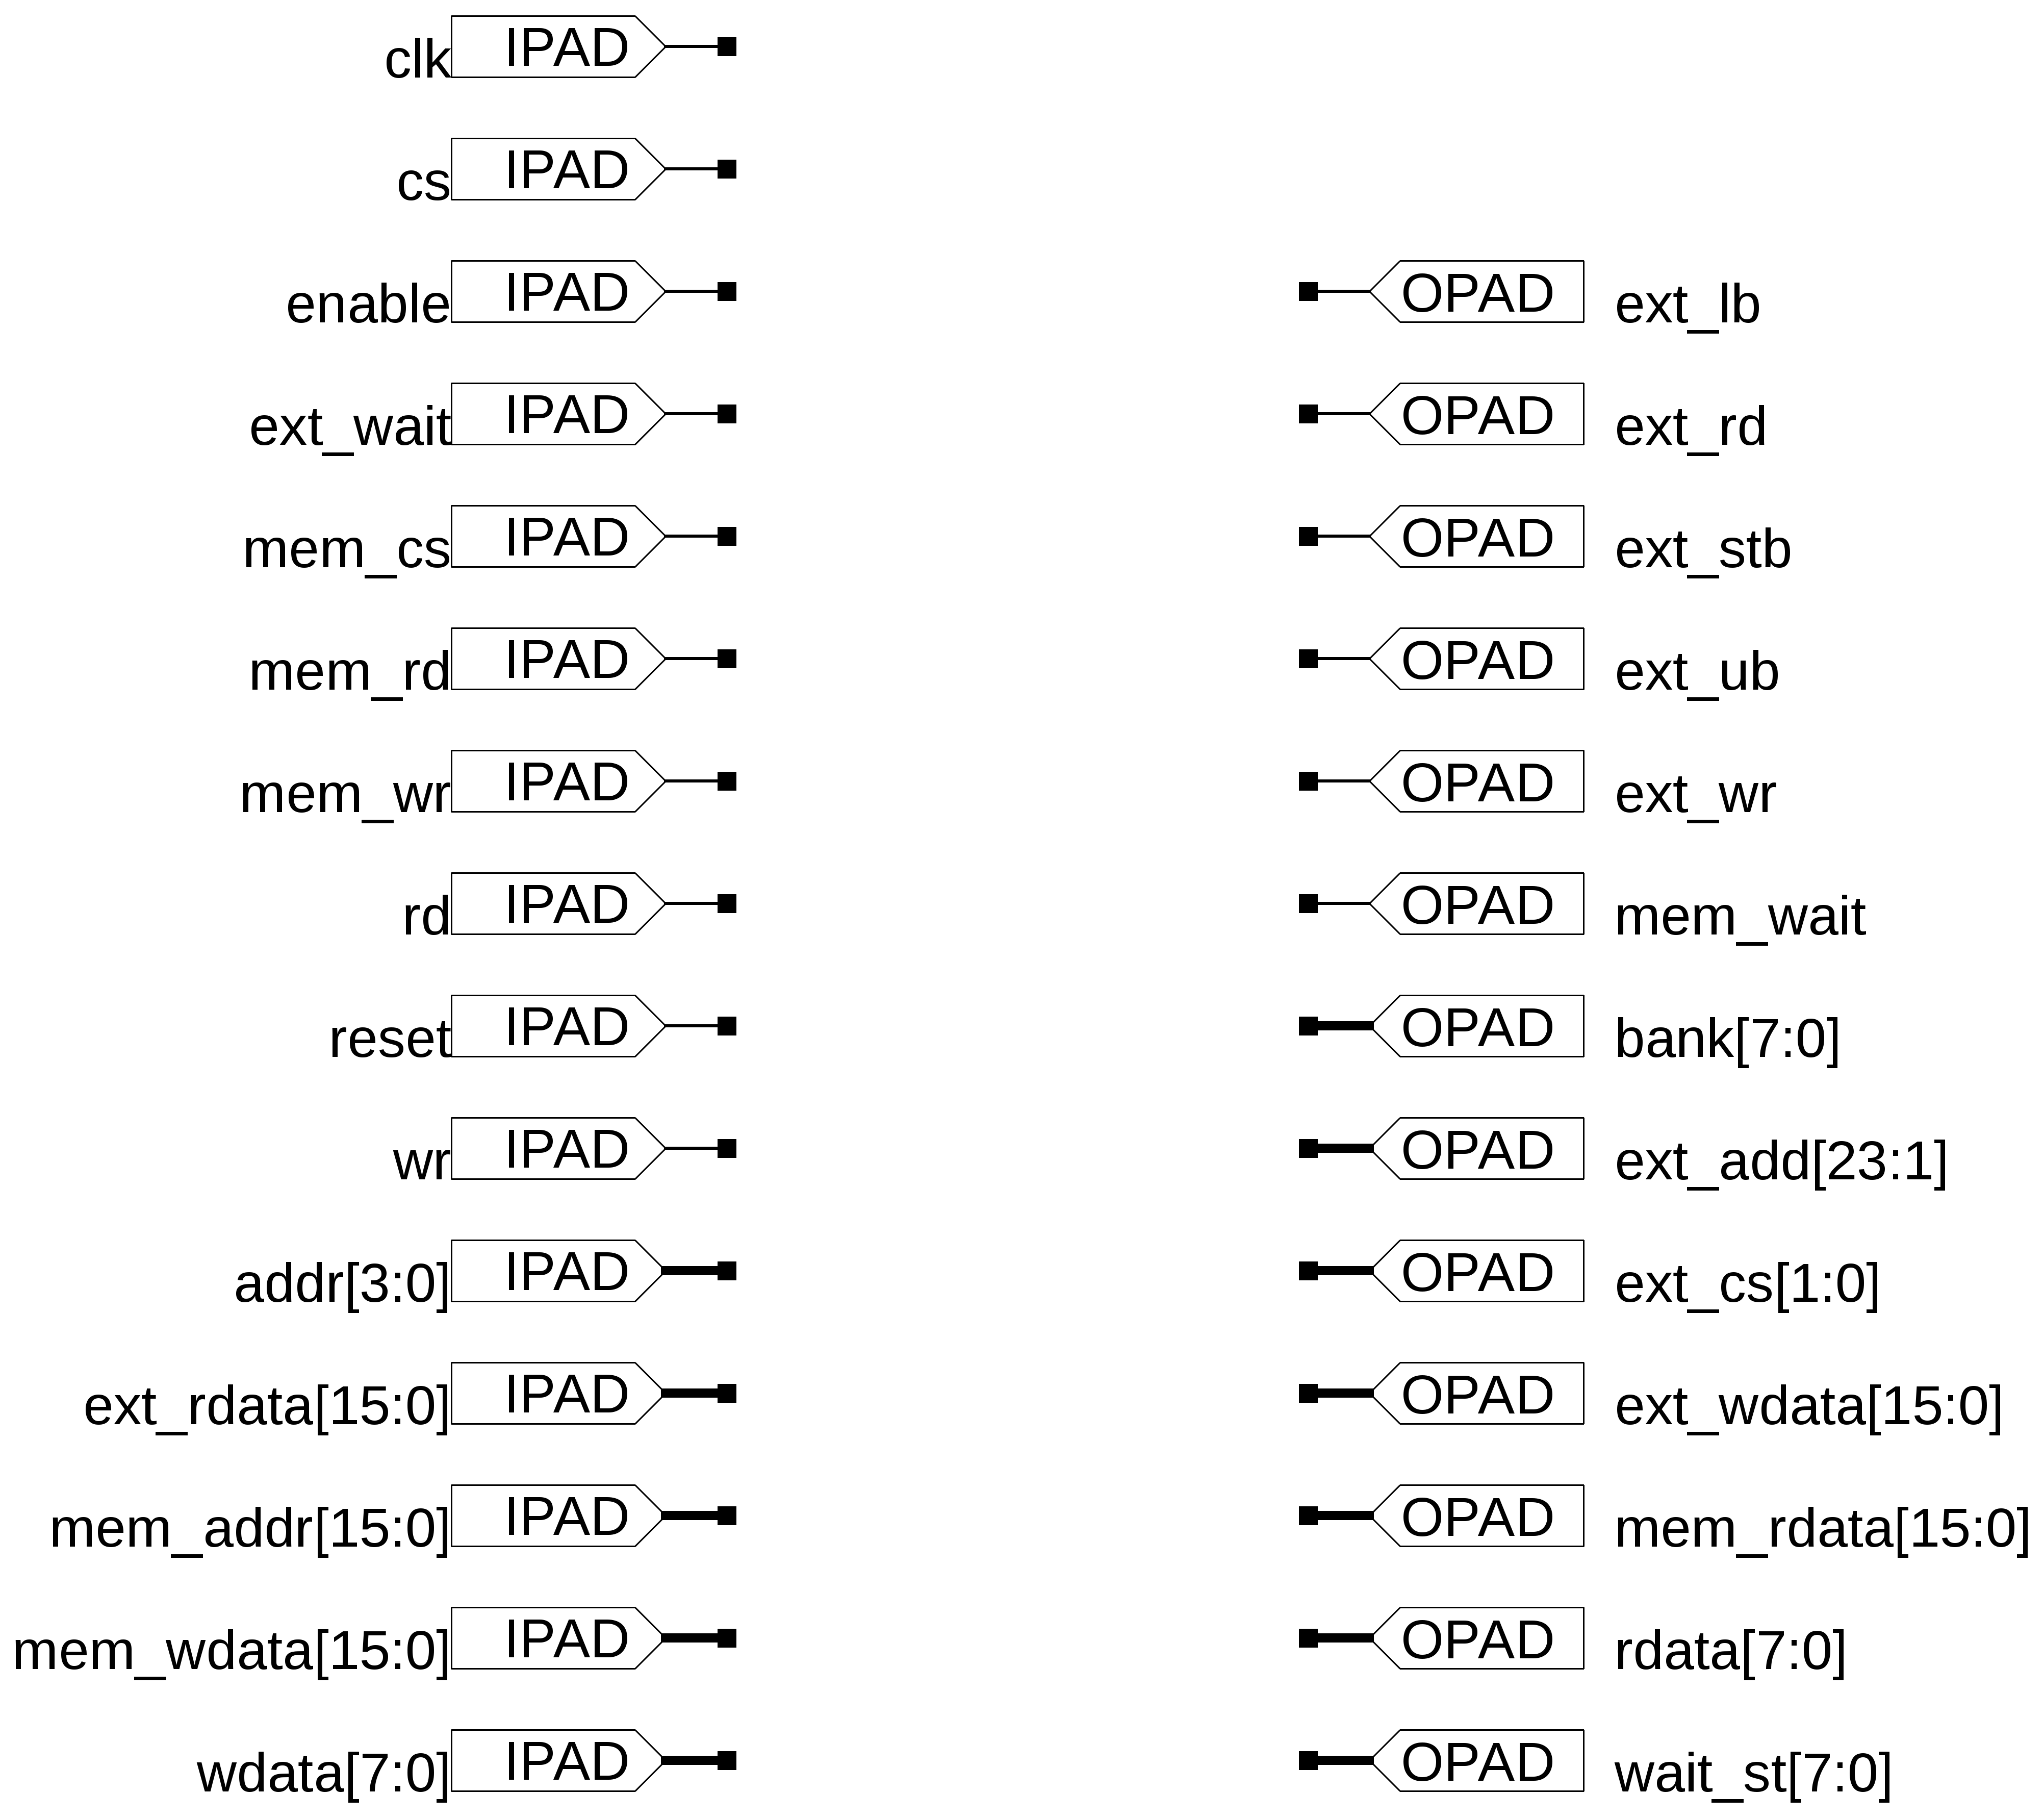 clk IPAD
cs IPAD
enable IPAD OPAD ext_lb
ext_wait IPAD OPAD ext_rd
mem_cs IPAD OPAD ext_stb
mem_rd IPAD OPAD ext_ub
mem_wr IPAD OPAD ext_wr
rd IPAD OPAD mem_wait
reset IPAD OPAD bank[7:0]
wr IPAD OPAD ext_add[23:1]
addr[3:0] IPAD OPAD ext_cs[1:0]
ext_rdata[15:0] IPAD OPAD ext_wdata[15:0]
mem_addr[15:0] IPAD OPAD mem_rdata[15:0]
mem_wdata[15:0] IPAD OPAD rdata[7:0]
wdata[7:0] IPAD OPAD wait_st[7:0]